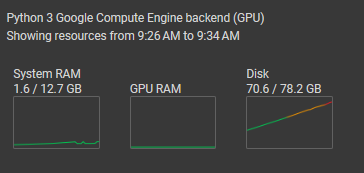 Python 3 Google Compute Engine backend (GPU)
Showing resources from 9:26 AM to 9:34 AM
System RAM
1.6 / 12.7 GB
GPU RAM
Disk
70.6 / 78.2 GB